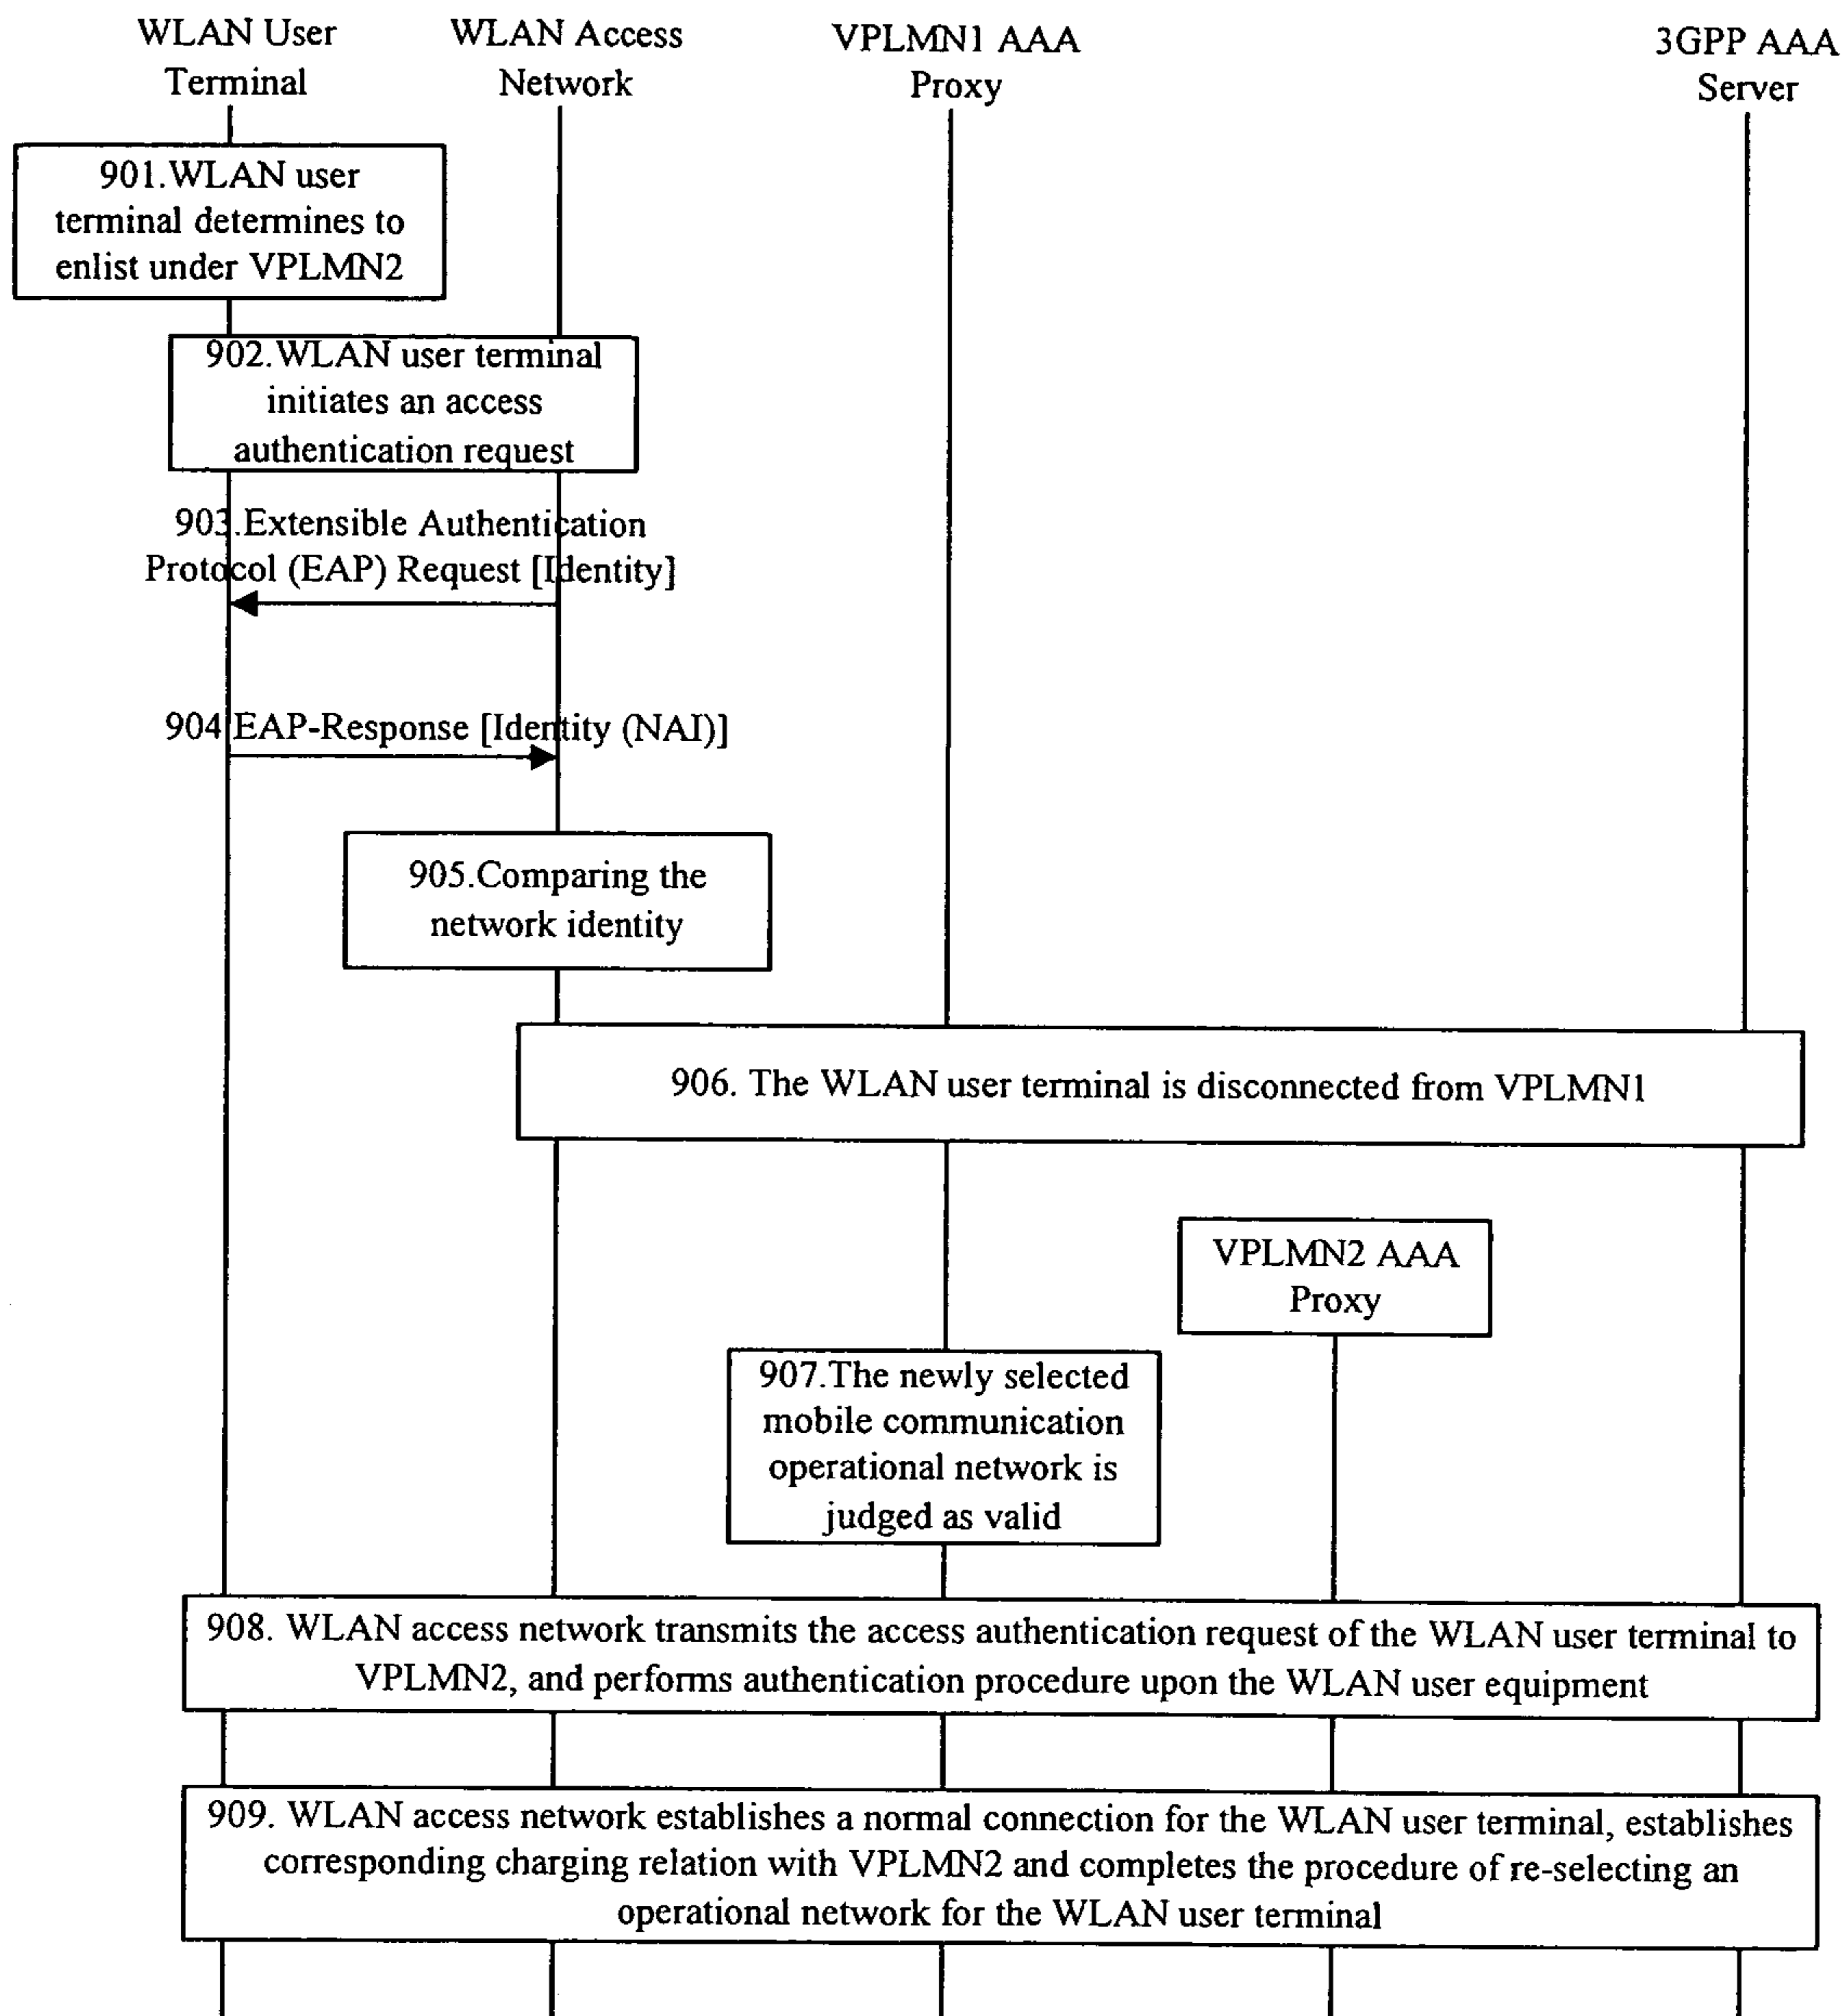 WLAN User
Terminal
WLAN Access
Network
VPLMN1 AAA
Proxy
3GPP AAA
Server
901.WLAN user
terminal determines to
enlist under VPLMN2
902.WLAN user terminal
initiates an access
authentication request
903.Extensible Authentication
Protocol (EAP) Request [Identity]
904 EAP-Response [Identity (NAI)]
905.Comparing the
network identity
906. The WLAN user terminal is disconnected from VPLMN1
VPLMN2 AAA
Proxy
907.The newly selected
mobile communication
operational network is
judged as valid
908. WLAN access network transmits the access authentication request of the WLAN user terminal to
VPLMN2, and performs authentication procedure upon the WLAN user equipment
909. WLAN access network establishes a normal connection for the WLAN user terminal, establishes
corresponding charging relation with VPLMN2 and completes the procedure of re-selecting an
operational network for the WLAN user terminal